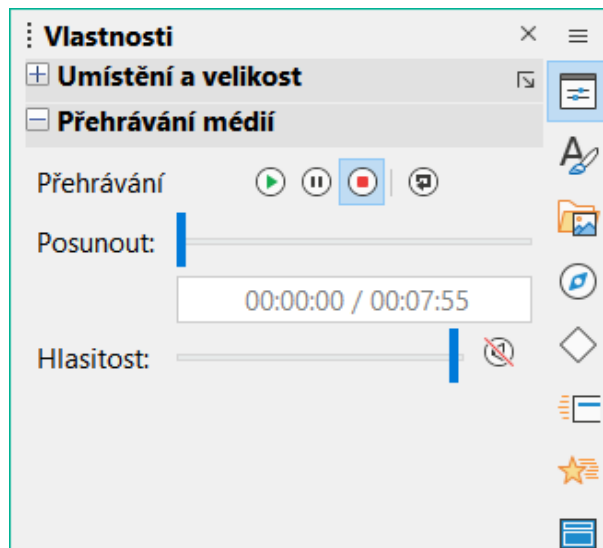 Vlastnosti
Umístění a velikost
Přehrávání médií
Přehrávání
Posunout:
00:00:00 / 00:07:55
Hlasitost: